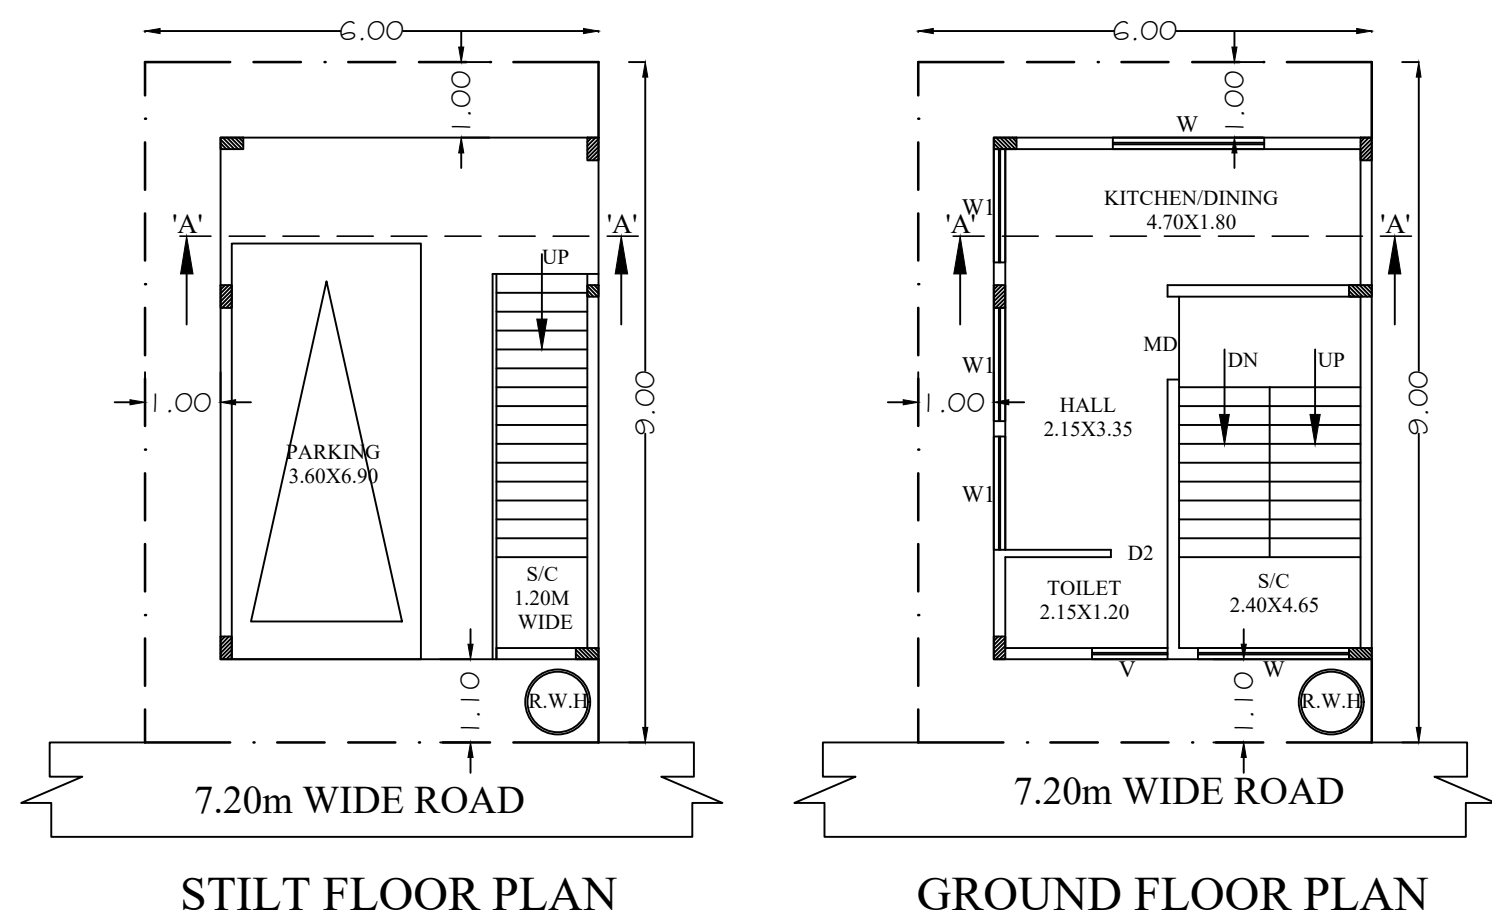 6.00
1.00
'A'
'A'
UP
1.00
9.00
PARKING
3.60X6.90
S/C
1.20M
WIDE
1.10
R.W.H
7.20m WIDE ROAD
STILT FLOOR PLAN
6.00
1.00
W
W1
KITCHEN/DINING
4.70X1.80
'A'
'A'
MD
W1
DN
UP
1.00
HALL
2.15X3.35
9.00
W1
D2
TOILET
2.15X1.20
S/C
2.40X4.65
V
W
1.10
R.W.H
7.20m WIDE ROAD
GROUND FLOOR PLAN